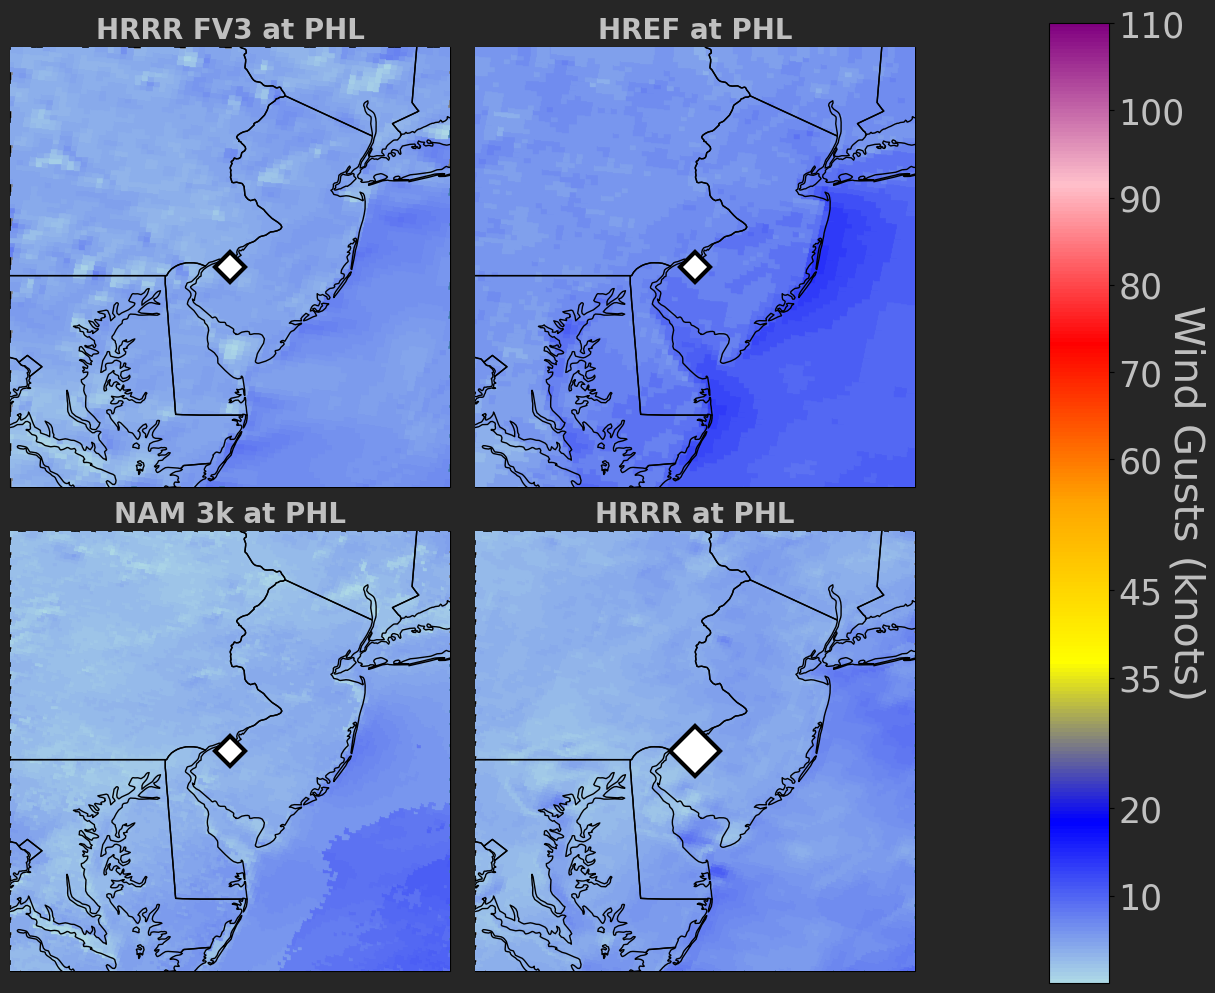 HRRR FV3 at PHL
HREF at PHL
NAM 3k at PHL
HRRR at PHL
110
100
90
80
70
60
45
35
20
10
Wind Gusts (knots)